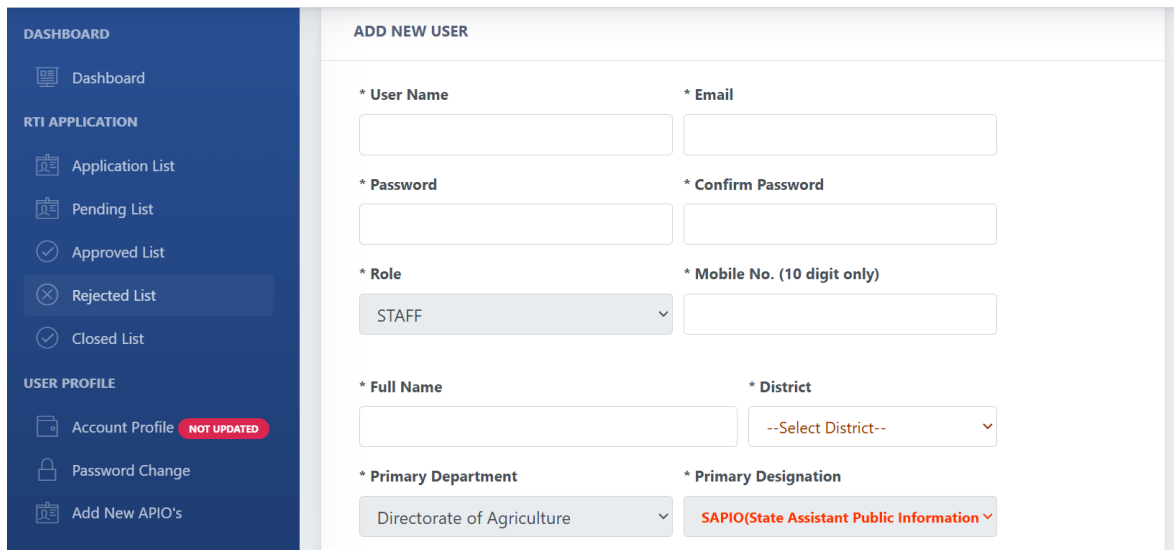 DASHBOARD
Dashboard
RTI APPLICATION
Application List
Pending List
Approved List
Rejected List
Closed List
USER PROFILE
Account Profile NOT UPDATED
Password Change
Add New APIO's
ADD NEW USER
* User Name * Email
* Password * Confirm Password
* Role * Mobile No. (10 digit only)
STAFF
* Full Name * District
--Select District--
* Primary Department * Primary Designation
Directorate of Agriculture SAPIO(State Assistant Public Information